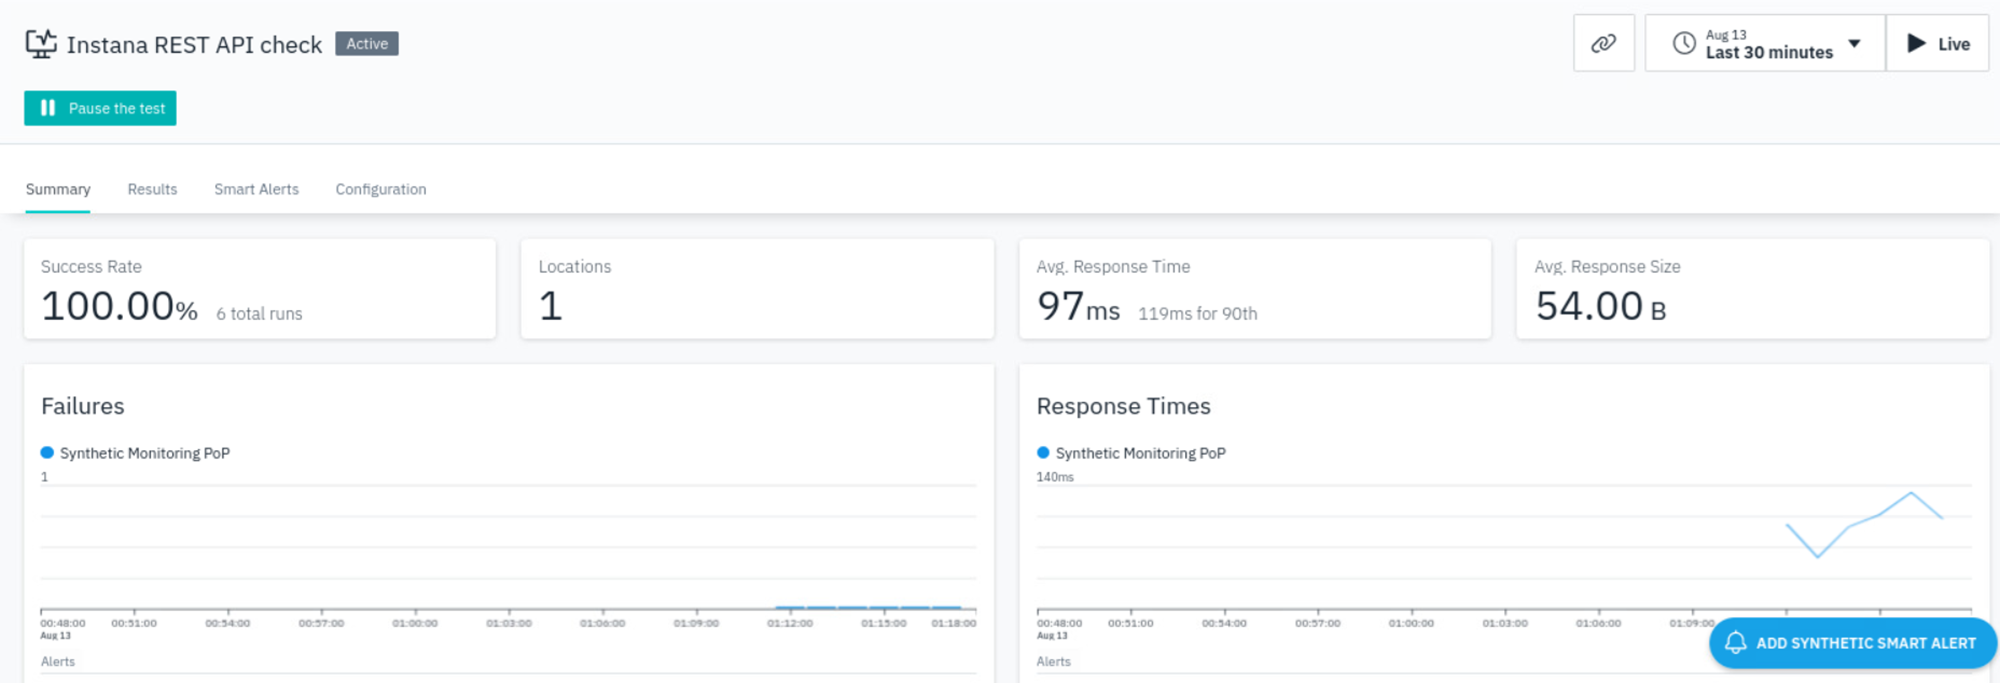 Instana REST API check Active
Aug 13
Last 30 minutes
Live
Pause the test
Summary Results Smart Alerts Configuration
Success Rate
100.00% 6 total runs
Locations
1
Avg. Response Time
97ms 119ms for 90th
Avg. Response Size
54.00 B
Failures
Synthetic Monitoring PoP
1
00:48:00 00:51:00 00:54:00 00:57:00 01:00:00 01:03:00 01:06:00 01:09:00 01:12:00 01:15:00 01:18:00
Aug 13
Alerts
Response Times
Synthetic Monitoring PoP
140ms
00:48:00 00:51:00 00:54:00 00:57:00 01:00:00 01:03:00 01:06:00 01:09:00
Aug 13
Alerts
ADD SYNTHETIC SMART ALERT